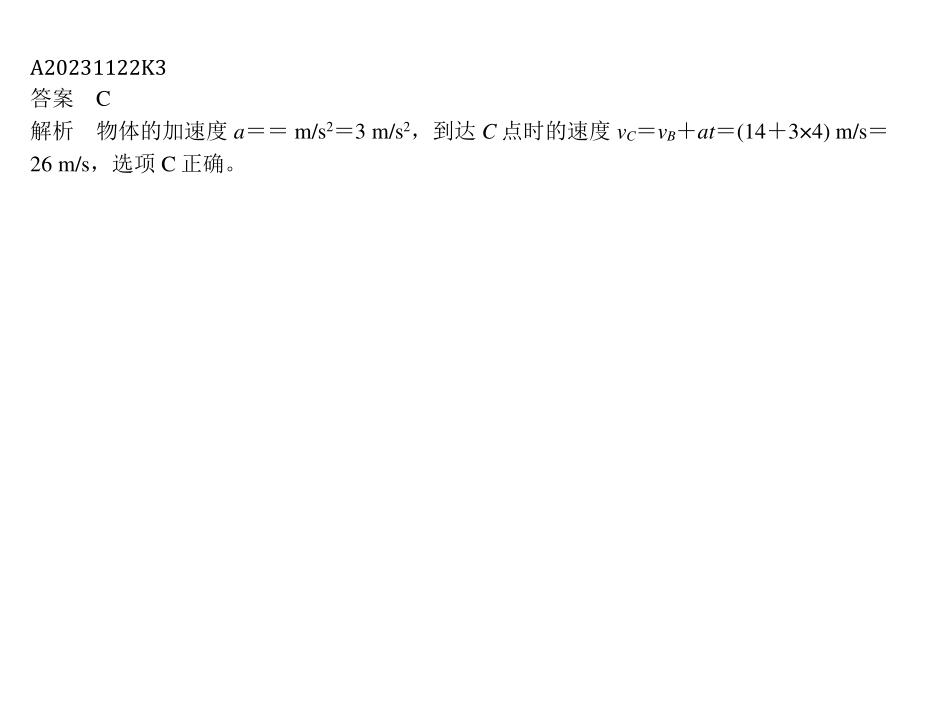 A20231122K3
答案　C
解析　物体的加速度 a＝＝ m/s²＝3 m/s²，到达 C 点时的速度 v_C＝v_B＋at＝(14＋3×4) m/s＝
26 m/s，选项 C 正确。